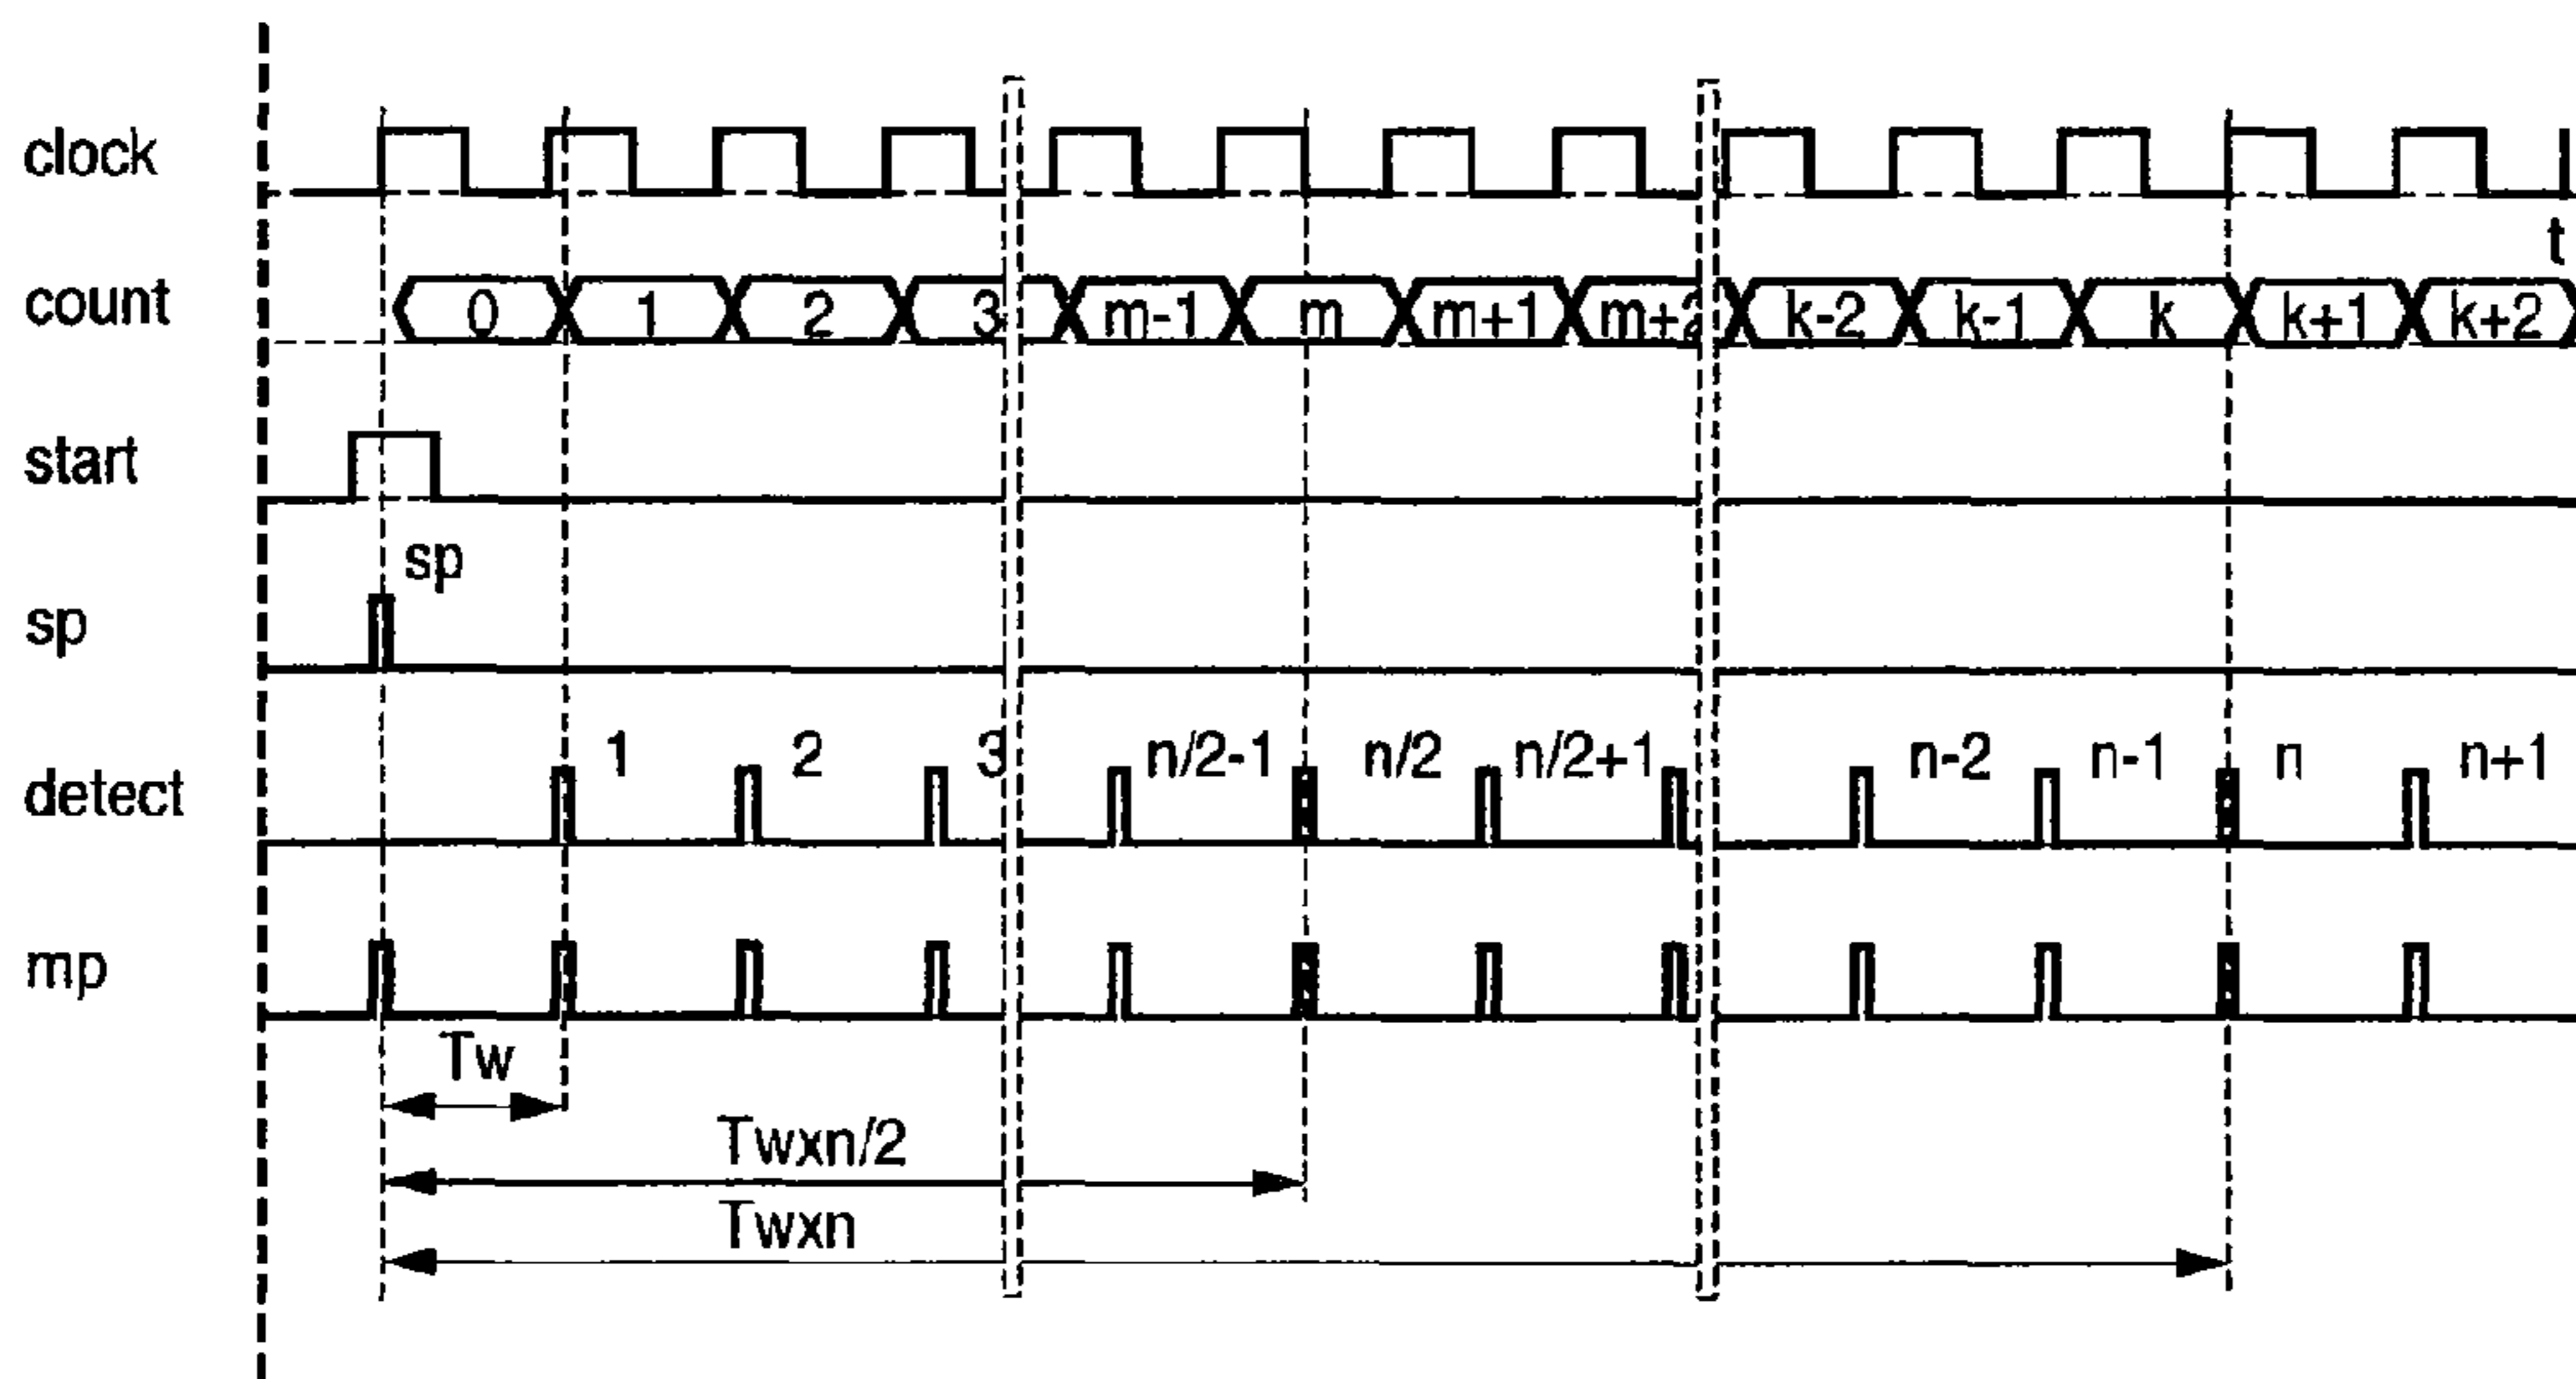 clock
t
count 0 1 2 3 m-1 m m+1 m+2 k-2 k-1 k k+1 k+2
start
sp
sp
1 2 3 n/2-1 n/2 n/2+1 n-2 n-1 n n+1
detect
mp
Tw
Twxn/2
Twxn